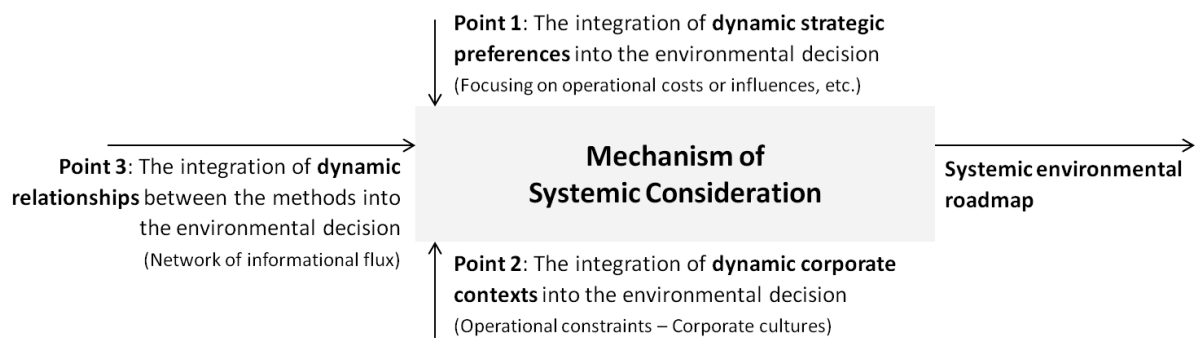 Point 1: The integration of dynamic strategic
preferences into the environmental decision
(Focusing on operational costs or influences, etc.)
Point 3: The integration of dynamic
relationships between the methods into
the environmental decision
(Network of informational flux)
Mechanism of
Systemic Consideration
Systemic environmental
roadmap
Point 2: The integration of dynamic corporate
contexts into the environmental decision
(Operational constraints – Corporate cultures)